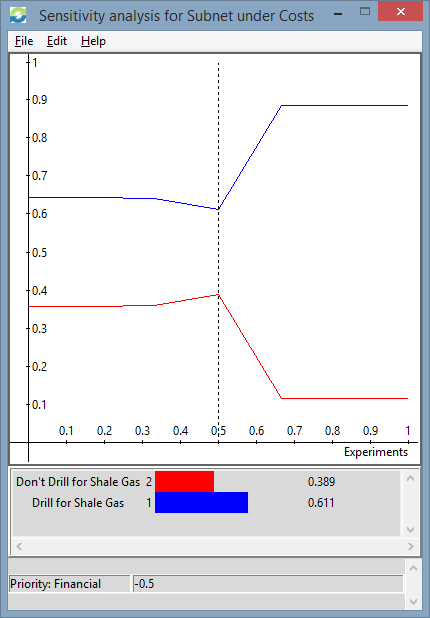 Sensitivity analysis for Subnet under Costs
File Edit Help
1
0.9
0.8
0.7
0.6
0.5
0.4
0.3
0.2
0.1
0.1 0.2 0.3 0.4 0.5 0.6 0.7 0.8 0.9 1
Experiments
Don't Drill for Shale Gas 2 0.389
Drill for Shale Gas 1 0.611
Priority: Financial -0.5